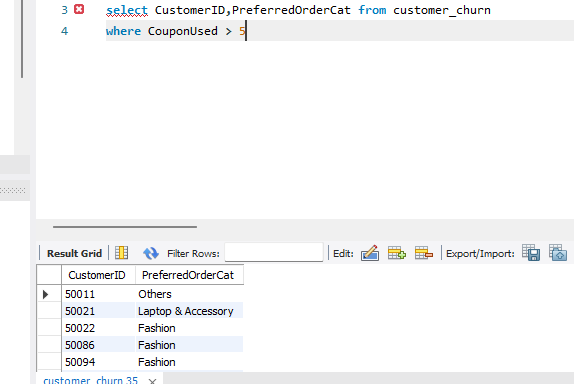 3 select CustomerID,PreferredOrderCat from customer_churn
4 where CouponUsed > 5
Result Grid Filter Rows: Edit: Export/Import:
CustomerID PreferredOrderCat
50011 Others
50021 Laptop & Accessory
50022 Fashion
50086 Fashion
50094 Fashion
customer_churn 35